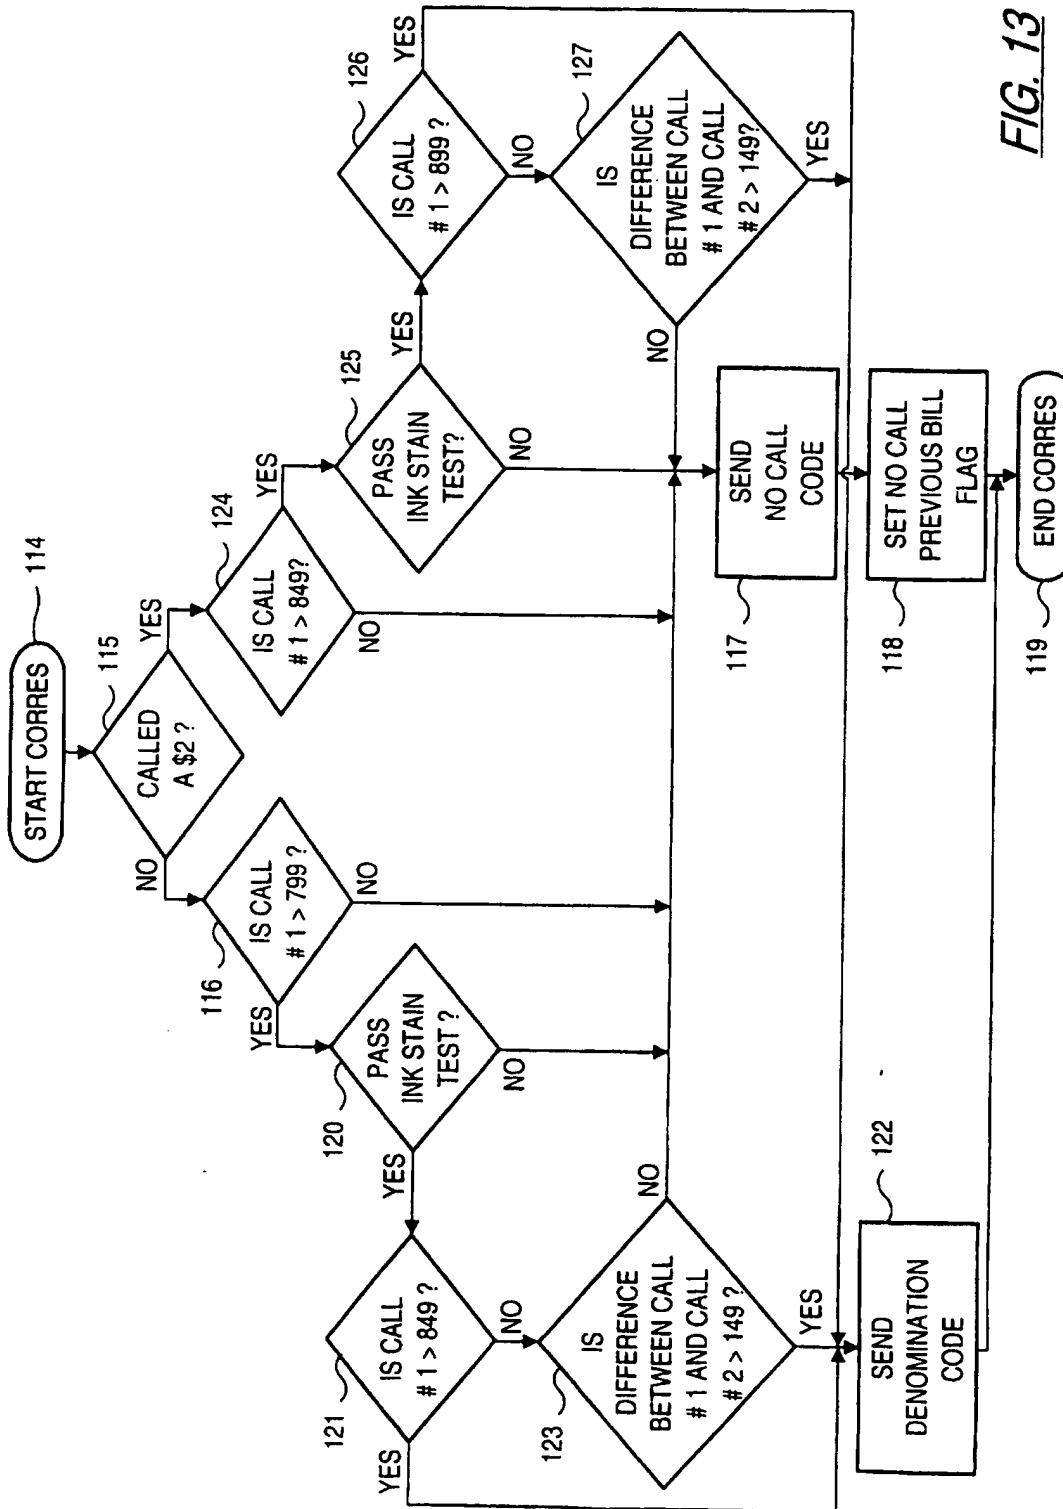 START CORRES
114
115
CALLED
A $2 ?
NO
YES
116
IS CALL
# 1 > 799 ?
YES
NO
124
IS CALL
# 1 > 849?
YES
NO
120
PASS
INK STAIN
TEST ?
YES
NO
125
PASS
INK STAIN
TEST?
YES
NO
121
IS CALL
# 1 > 849 ?
YES
NO
126
IS CALL
# 1 > 899 ?
YES
NO
123
IS
DIFFERENCE
BETWEEN CALL
# 1 AND CALL
# 2 > 149 ?
NO
YES
127
IS
DIFFERENCE
BETWEEN CALL
# 1 AND CALL
# 2 > 149?
NO
YES
117
SEND
NO CALL
CODE
122
SEND
DENOMINATION
CODE
118
SET NO CALL
PREVIOUS BILL
FLAG
119
END CORRES
FIG. 13